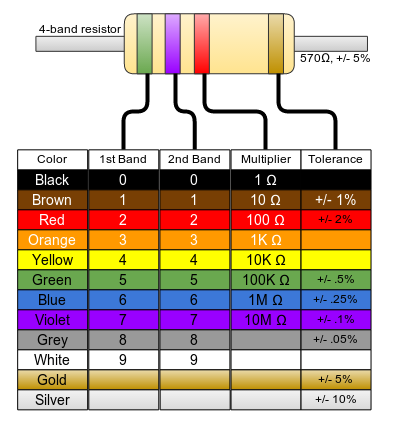 4-band resistor
570Ω, +/- 5%
Color 1st Band 2nd Band Multiplier Tolerance
Black 0 0 1 Ω
Brown 1 1 10 Ω +/- 1%
Red 2 2 100 Ω +/- 2%
Orange 3 3 1K Ω
Yellow 4 4 10K Ω
Green 5 5 100K Ω +/- .5%
Blue 6 6 1M Ω +/- .25%
Violet 7 7 10M Ω +/- .1%
Grey 8 8 +/- .05%
White 9 9
Gold +/- 5%
Silver +/- 10%